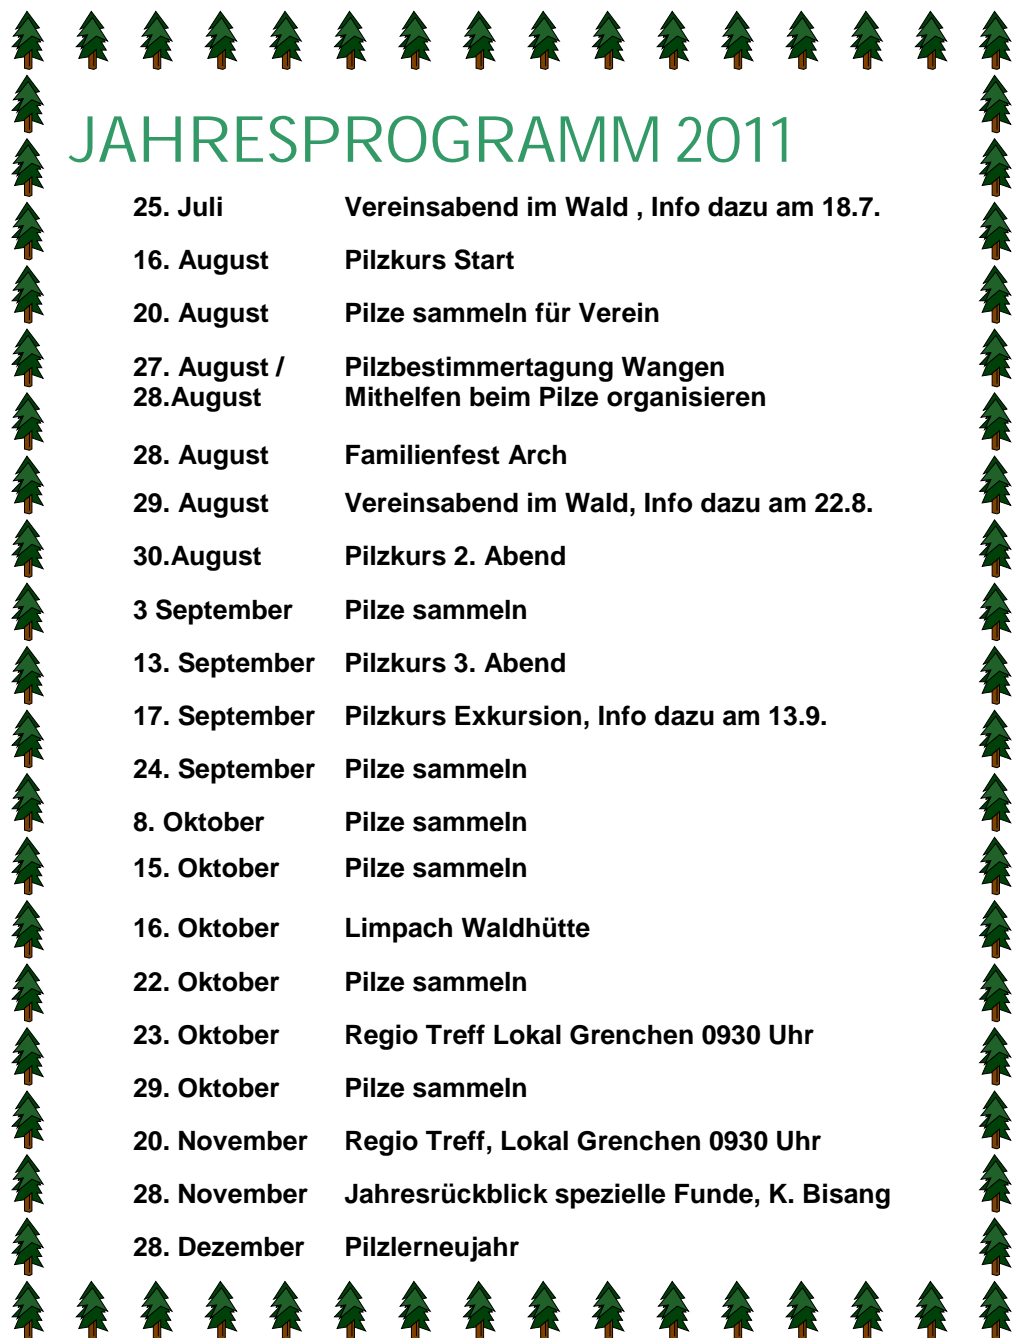 JAHRESPROGRAMM 2011
25. Juli Vereinsabend im Wald , Info dazu am 18.7.
16. August Pilzkurs Start
20. August Pilze sammeln für Verein
27. August / Pilzbestimmertagung Wangen
28.August Mithelfen beim Pilze organisieren
28. August Familienfest Arch
29. August Vereinsabend im Wald, Info dazu am 22.8.
30.August Pilzkurs 2. Abend
3 September Pilze sammeln
13. September Pilzkurs 3. Abend
17. September Pilzkurs Exkursion, Info dazu am 13.9.
24. September Pilze sammeln
8. Oktober Pilze sammeln
15. Oktober Pilze sammeln
16. Oktober Limpach Waldhütte
22. Oktober Pilze sammeln
23. Oktober Regio Treff Lokal Grenchen 0930 Uhr
29. Oktober Pilze sammeln
20. November Regio Treff, Lokal Grenchen 0930 Uhr
28. November Jahresrückblick spezielle Funde, K. Bisang
28. Dezember Pilzlerneujahr